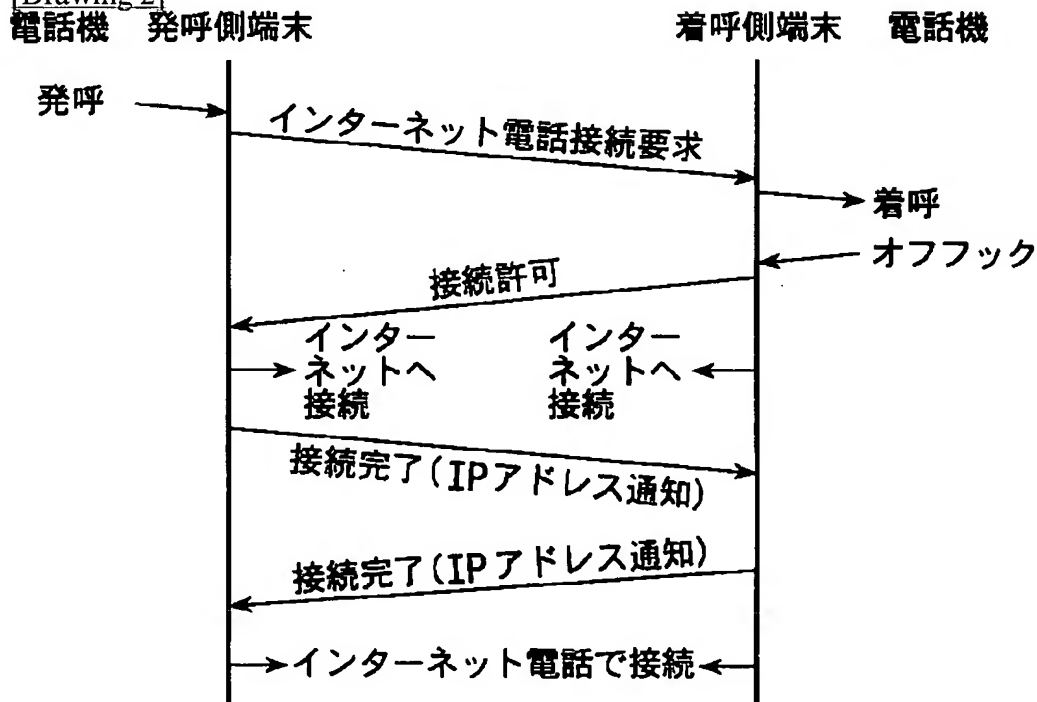 [Drawing 2]
電話機 発呼側端末 着呼側端末 電話機
発呼
インターネット電話接続要求
着呼
オフフック
接続許可
インター
ネットへ
接続
インター
ネットへ
接続
接続完了(IPアドレス通知)
接続完了(IPアドレス通知)
インターネット電話で接続